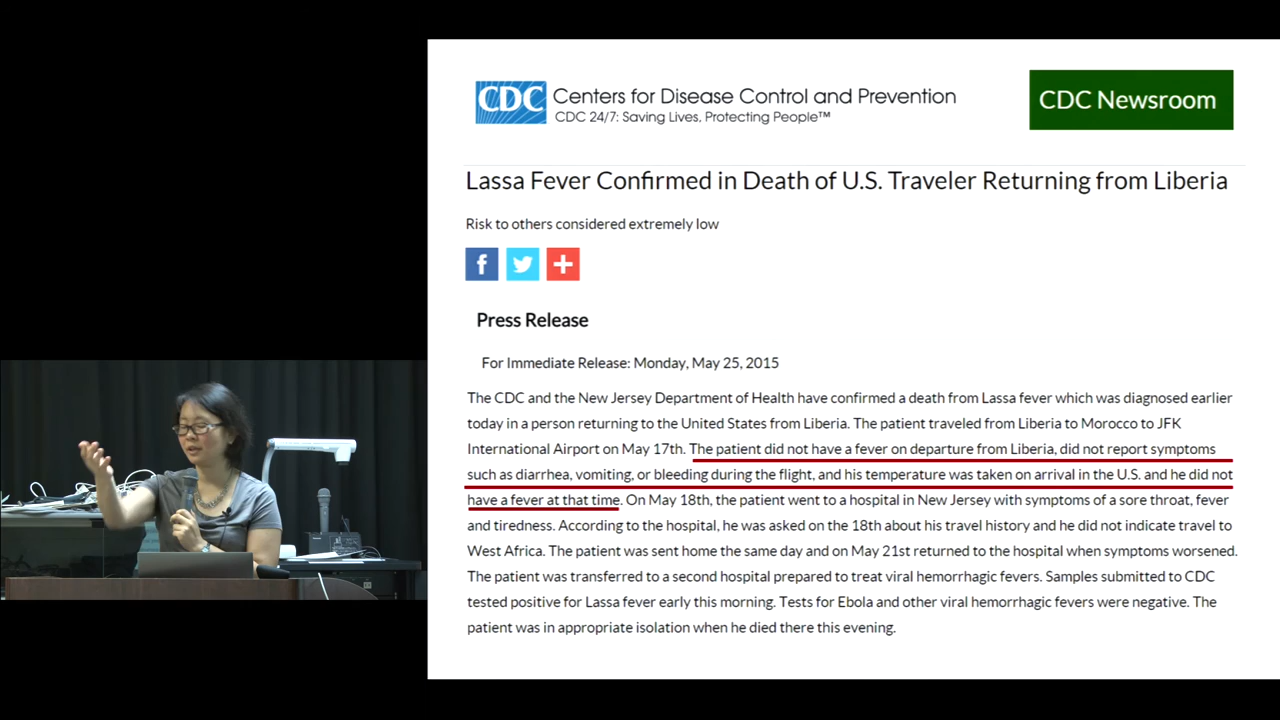 CDC Centers for Disease Control and Prevention
CDC 24/7: Saving Lives, Protecting People™
CDC Newsroom
Lassa Fever Confirmed in Death of U.S. Traveler Returning from Liberia
Risk to others considered extremely low
Press Release
For Immediate Release: Monday, May 25, 2015
The CDC and the New Jersey Department of Health have confirmed a death from Lassa fever which was diagnosed earlier
today in a person returning to the United States from Liberia. The patient traveled from Liberia to Morocco to JFK
International Airport on May 17th. The patient did not have a fever on departure from Liberia, did not report symptoms
such as diarrhea, vomiting, or bleeding during the flight, and his temperature was taken on arrival in the U.S. and he did not
have a fever at that time. On May 18th, the patient went to a hospital in New Jersey with symptoms of a sore throat, fever
and tiredness. According to the hospital, he was asked on the 18th about his travel history and he did not indicate travel to
West Africa. The patient was sent home the same day and on May 21st returned to the hospital when symptoms worsened.
The patient was transferred to a second hospital prepared to treat viral hemorrhagic fevers. Samples submitted to CDC
tested positive for Lassa fever early this morning. Tests for Ebola and other viral hemorrhagic fevers were negative. The
patient was in appropriate isolation when he died there this evening.